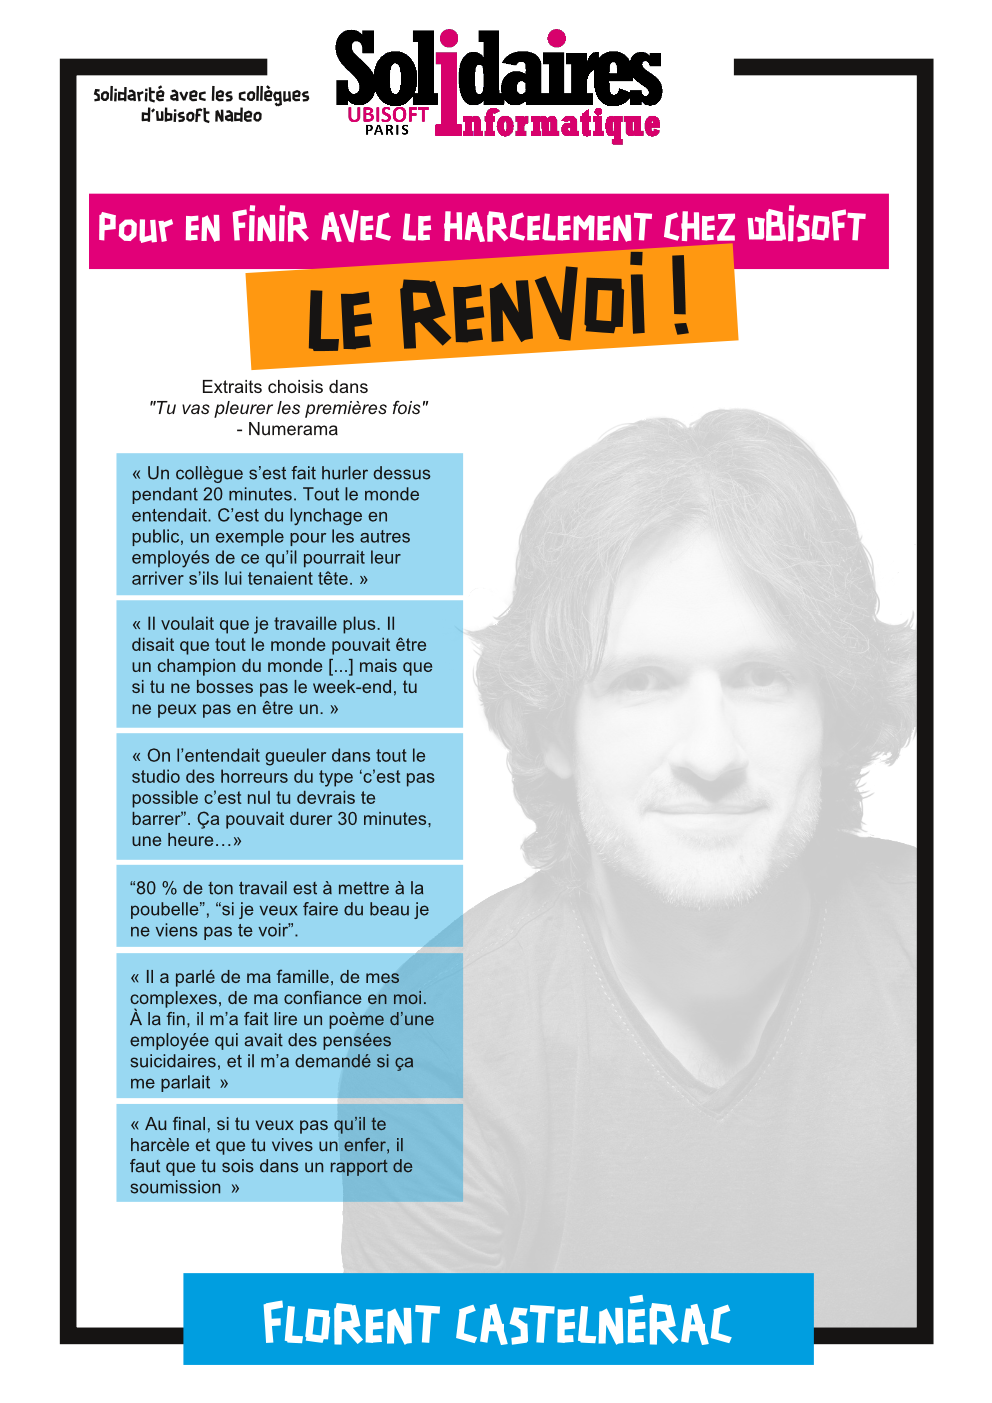 Solidaires
Informatique
UBISOFT
PARIS
Solidarité avec les collègues
d'ubisoft Nadeo
Pour EN FiNiR AVEC LE HARCELEMENT CHEZ UBiSOFT
LE RENVOi !
Extraits choisis dans
"Tu vas pleurer les premières fois"
- Numerama
« Un collègue s’est fait hurler dessus
pendant 20 minutes. Tout le monde
entendait. C’est du lynchage en
public, un exemple pour les autres
employés de ce qu’il pourrait leur
arriver s’ils lui tenaient tête. »
« Il voulait que je travaille plus. Il
disait que tout le monde pouvait être
un champion du monde [...] mais que
si tu ne bosses pas le week-end, tu
ne peux pas en être un. »
« On l’entendait gueuler dans tout le
studio des horreurs du type ‘c’est pas
possible c’est nul tu devrais te
barrer”. Ça pouvait durer 30 minutes,
une heure…»
“80 % de ton travail est à mettre à la
poubelle”, “si je veux faire du beau je
ne viens pas te voir”.
« Il a parlé de ma famille, de mes
complexes, de ma confiance en moi.
À la fin, il m’a fait lire un poème d’une
employée qui avait des pensées
suicidaires, et il m’a demandé si ça
me parlait »
« Au final, si tu veux pas qu’il te
harcèle et que tu vives un enfer, il
faut que tu sois dans un rapport de
soumission »
FLORENT CASTELNÉRAC